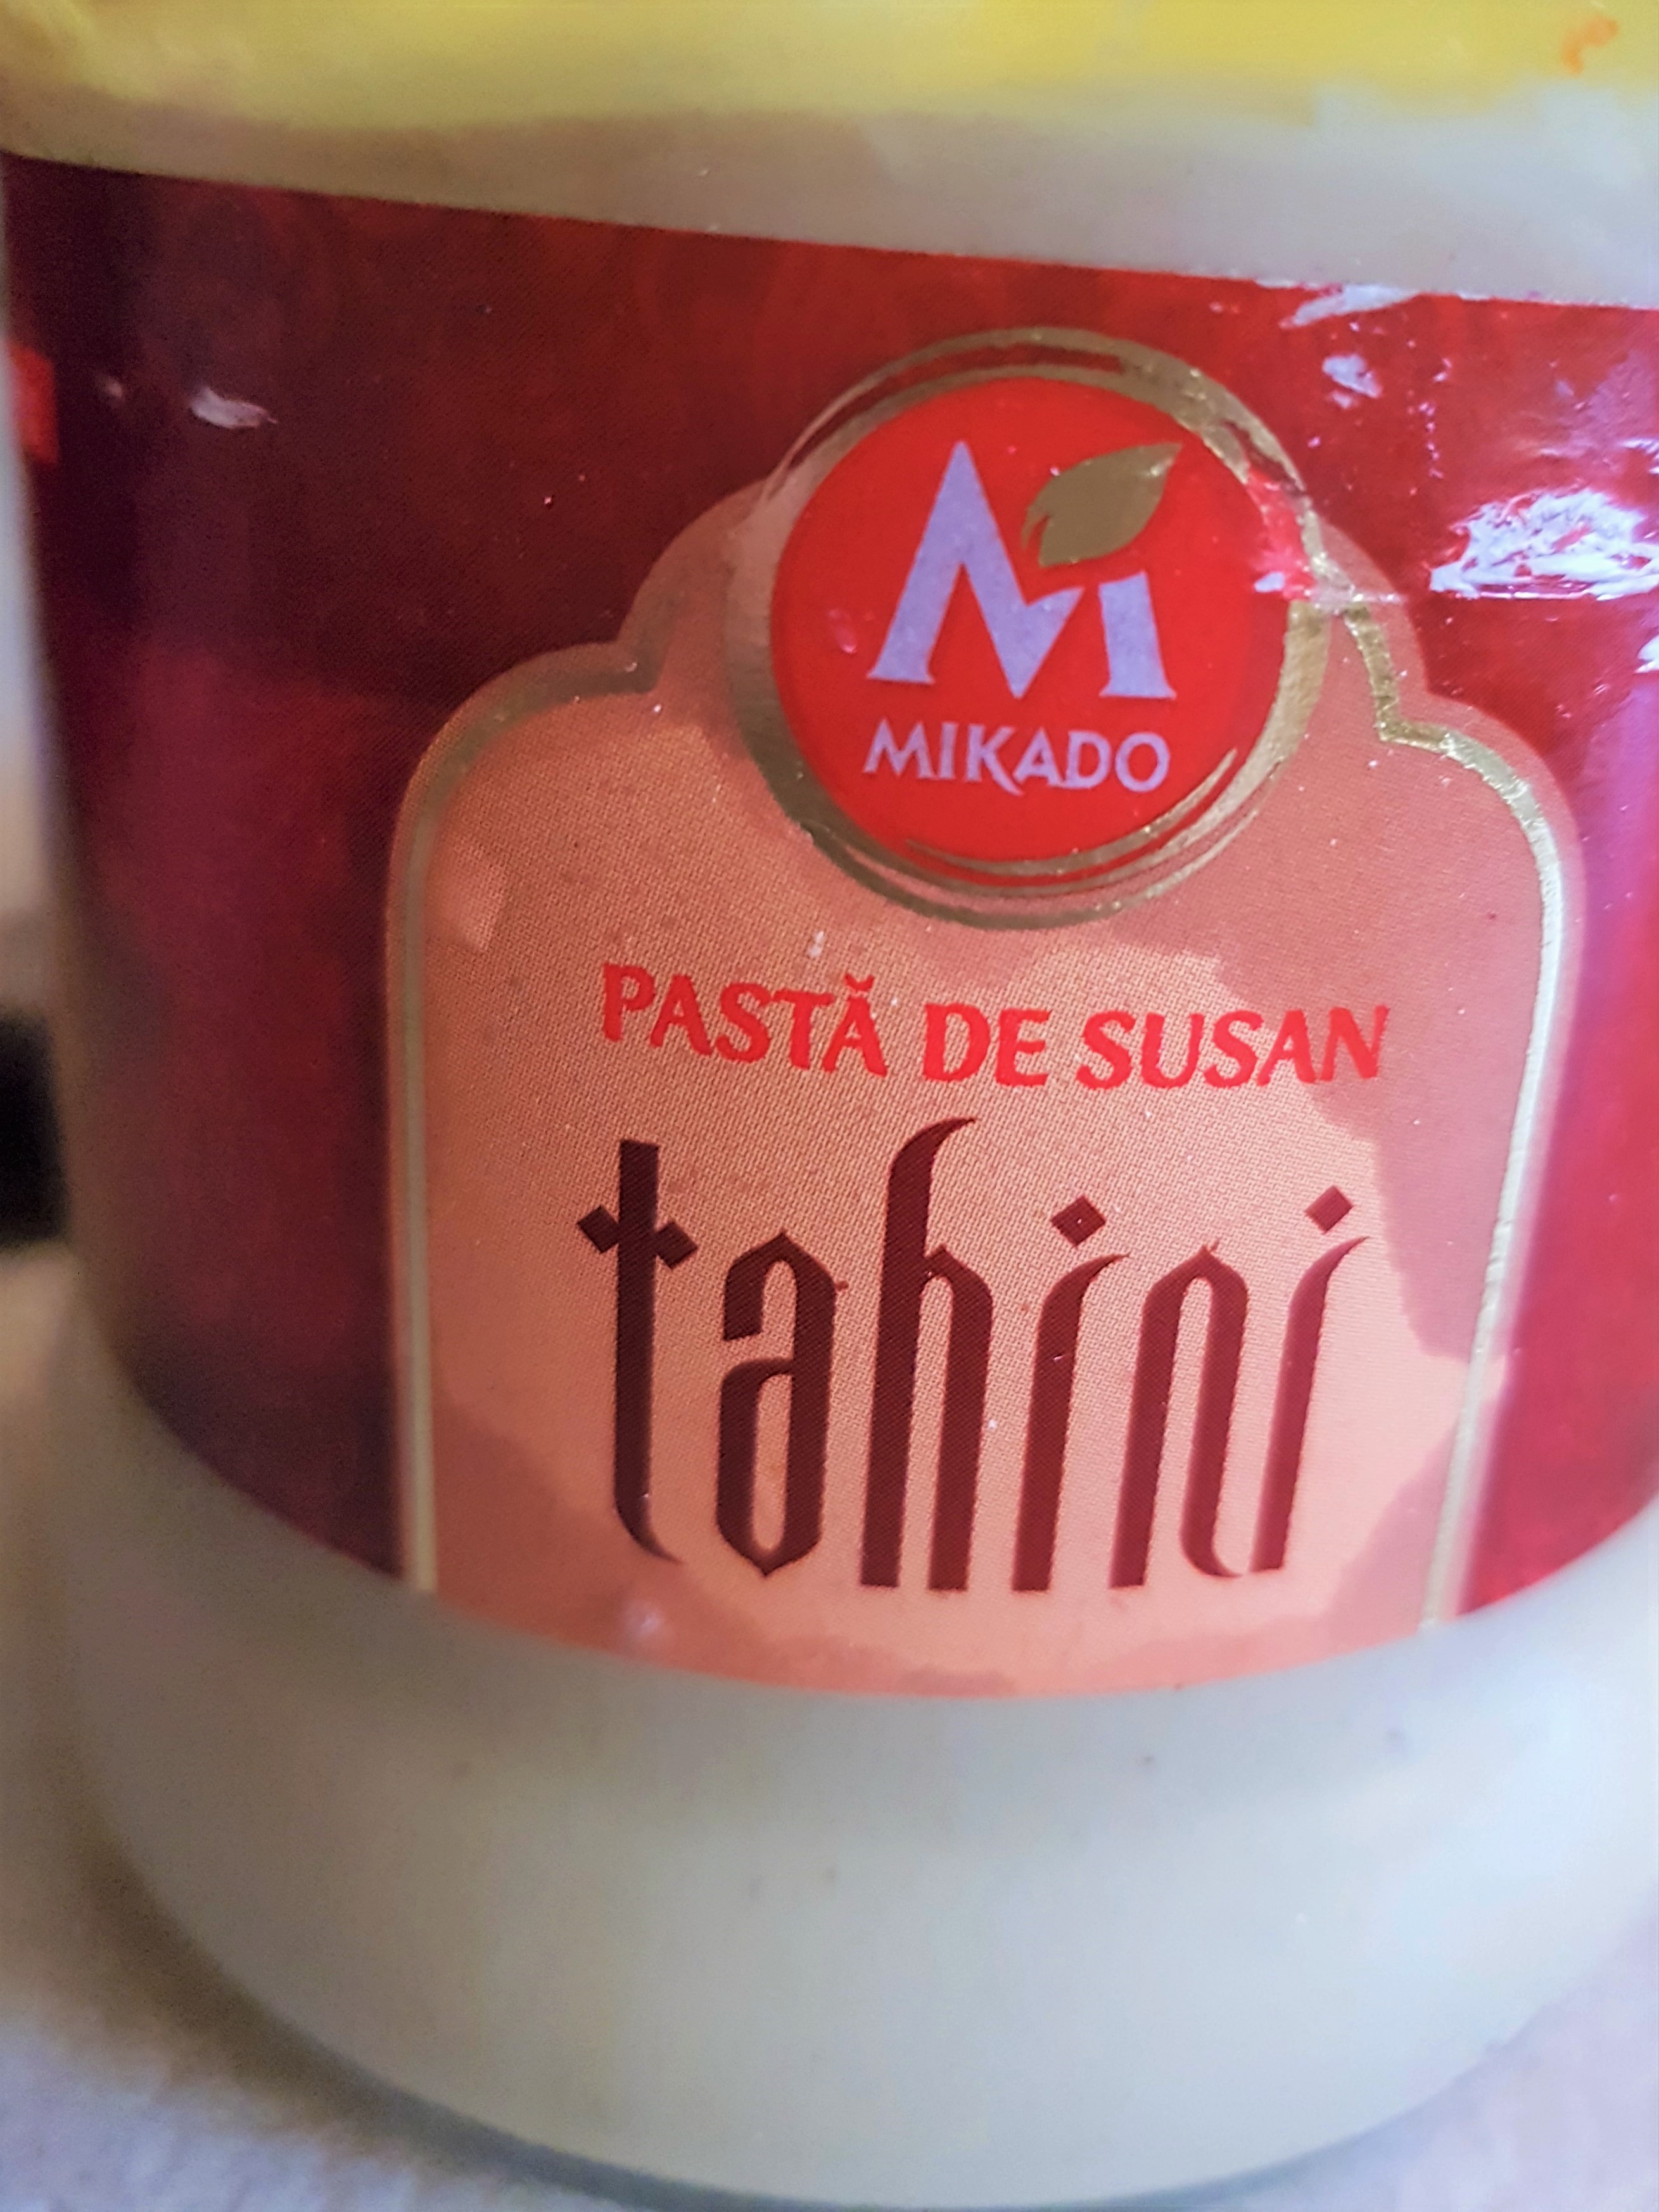 M
MIKADO
PASTĂ DE SUSAN
tahini